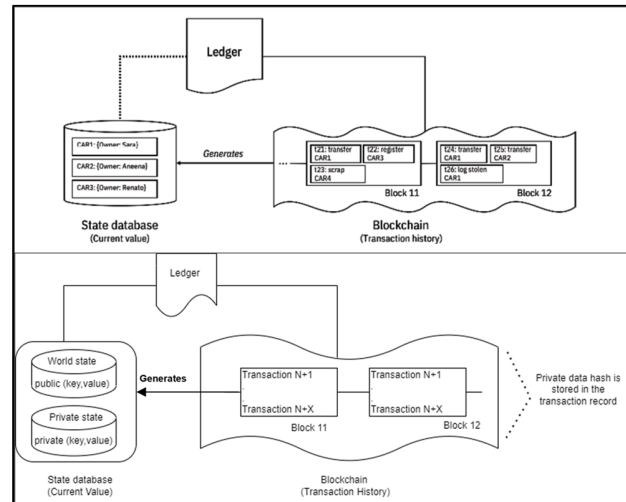 Ledger
CAR1: {Owner: Sara}
CAR2: {Owner: Aneena}
CAR3: {Owner: Renato}
Generates
t21: transfer
CAR1
t22: register
CAR3
t23: scrap
CAR4
Block 11
t24: transfer
CAR1
t25: transfer
CAR2
t26: log stolen
CAR1
Block 12
State database
(Current value)
Blockchain
(Transaction history)
Ledger
World state
public (key,value)
Private state
private (key,value)
Generates
Transaction N+1
.
.
Transaction N+X
Block 11
Transaction N+1
.
.
Transaction N+X
Block 12
Private data hash is
stored in the
transaction record
State database
(Current Value)
Blockchain
(Transaction History)